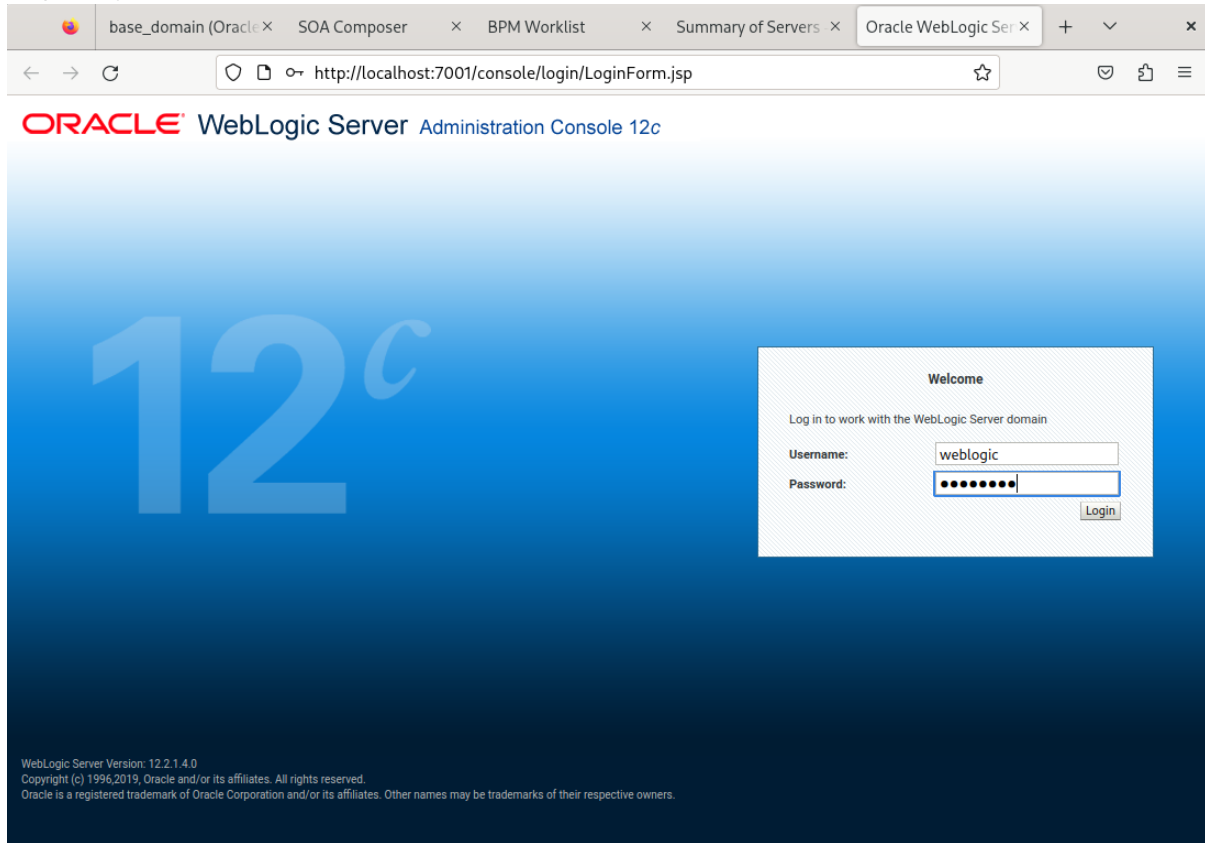 base_domain (Oracle
SOA Composer
BPM Worklist
Summary of Servers
Oracle WebLogic Ser
http://localhost:7001/console/login/LoginForm.jsp
ORACLE WebLogic Server Administration Console 12c
12c
Welcome
Log in to work with the WebLogic Server domain
Username: weblogic
Password: ●●●●●●●●
Login
WebLogic Server Version: 12.2.1.4.0
Copyright (c) 1996,2019, Oracle and/or its affiliates. All rights reserved.
Oracle is a registered trademark of Oracle Corporation and/or its affiliates. Other names may be trademarks of their respective owners.